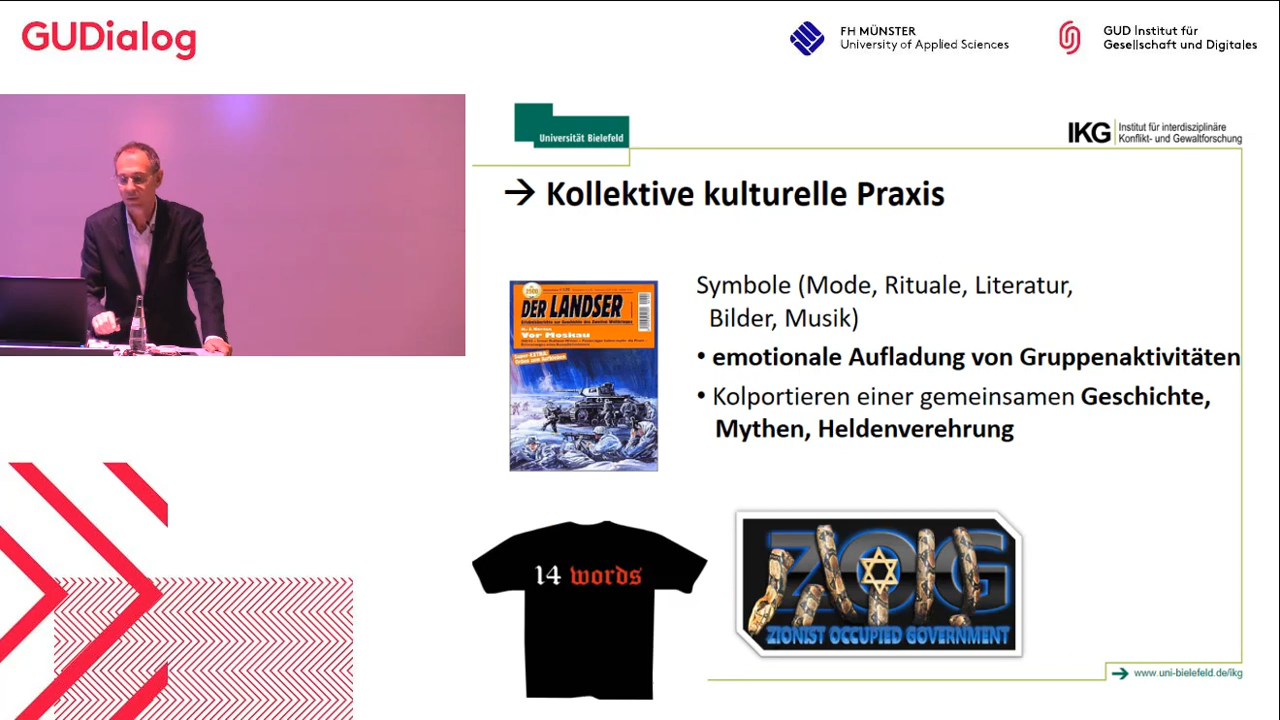 GUDialog
FH MÜNSTER
University of Applied Sciences
GUD Institut für
Gesellschaft und Digitales
Universität Bielefeld
IKG
Institut für interdisziplinäre
Konflikt- und Gewaltforschung
→ Kollektive kulturelle Praxis
Symbole (Mode, Rituale, Literatur,
Bilder, Musik)
• emotionale Aufladung von Gruppenaktivitäten
• Kolportieren einer gemeinsamen Geschichte,
Mythen, Heldenverehrung
DER LANDSER
Vor Moskau
14 words
ZOG
ZIONIST OCCUPIED GOVERNMENT
www.uni-bielefeld.de/ikg